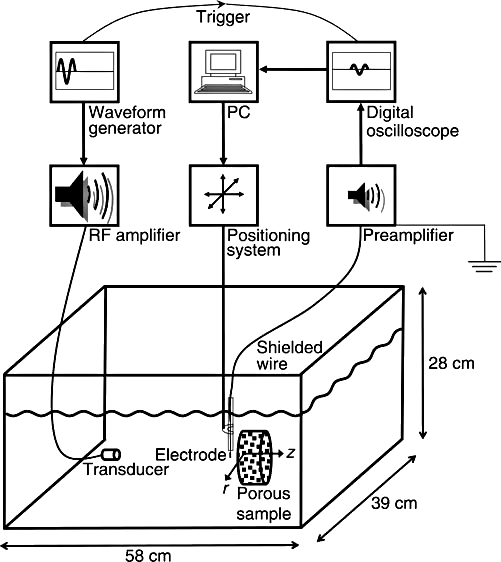 Trigger
Waveform
generator
PC
Digital
oscilloscope
RF amplifier
Positioning
system
Preamplifier
Shielded
wire
28 cm
Transducer
Electrode
z
r
Porous
sample
39 cm
58 cm